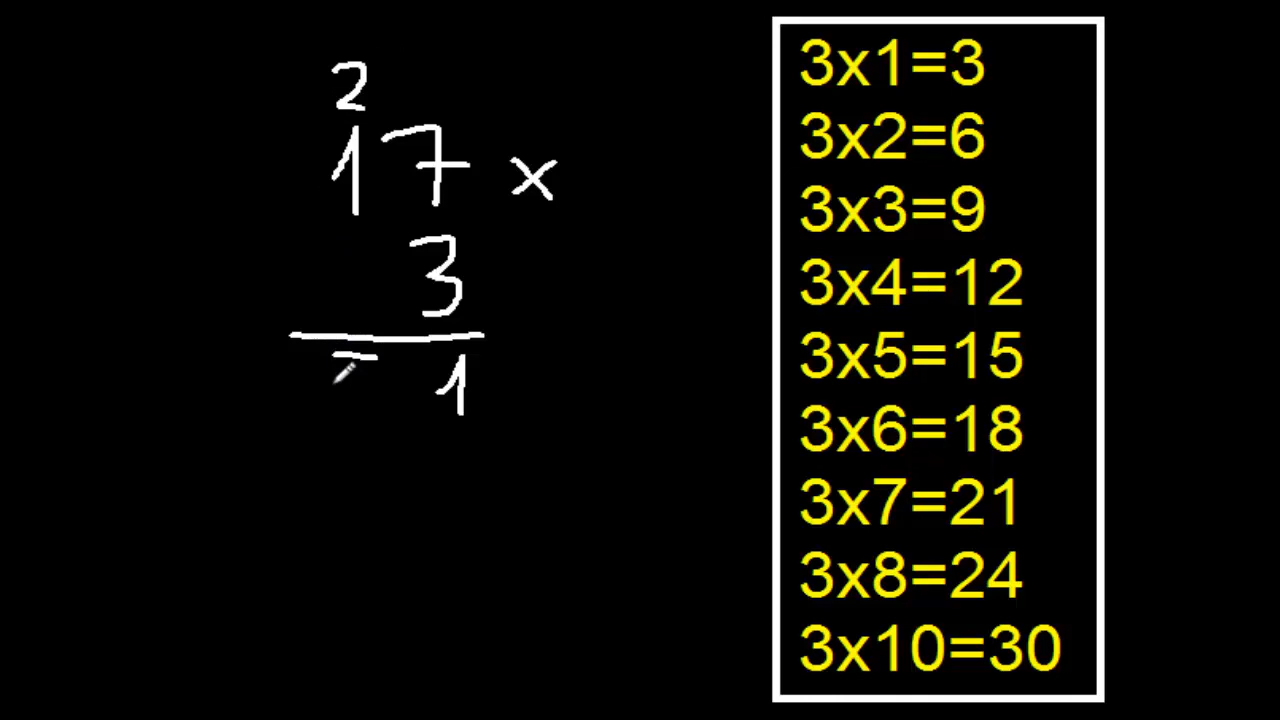 2
17 x
3
1
3x1=3
3x2=6
3x3=9
3x4=12
3x5=15
3x6=18
3x7=21
3x8=24
3x10=30